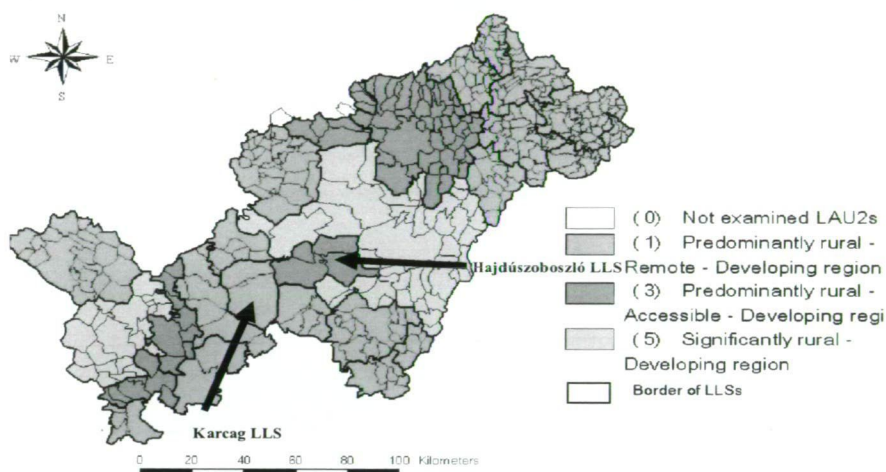 N
W E
S
( 0) Not examined LAU2s
( 1) Predominantly rural -
Remote - Developing region
( 3) Predominantly rural -
Accessible - Developing regi
( 5) Significantly rural -
Developing region
Border of LLSs
Hajdúszoboszló LLS
Karcag LLS
0 20 40 60 80 100 Kilometers